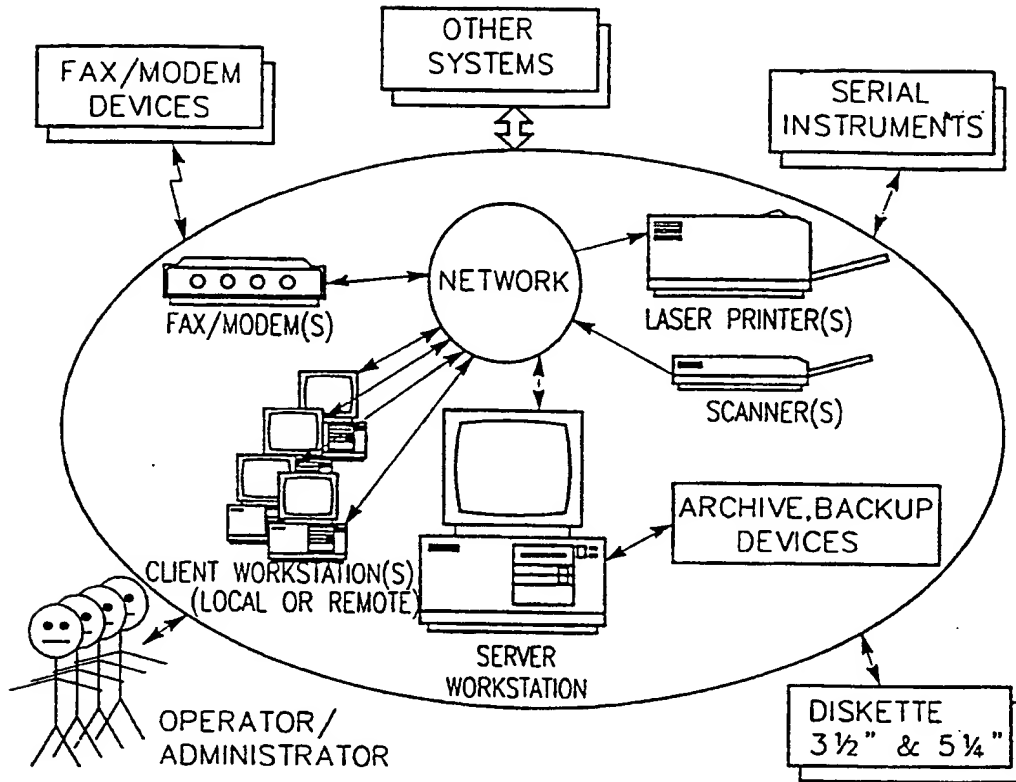 OTHER
SYSTEMS
FAX/MODEM
DEVICES
SERIAL
INSTRUMENTS
NETWORK
FAX/MODEM(S)
LASER PRINTER(S)
SCANNER(S)
ARCHIVE,BACKUP
DEVICES
CLIENT WORKSTATION(S)
(LOCAL OR REMOTE)
SERVER
WORKSTATION
OPERATOR/
ADMINISTRATOR
DISKETTE
3½" & 5¼"